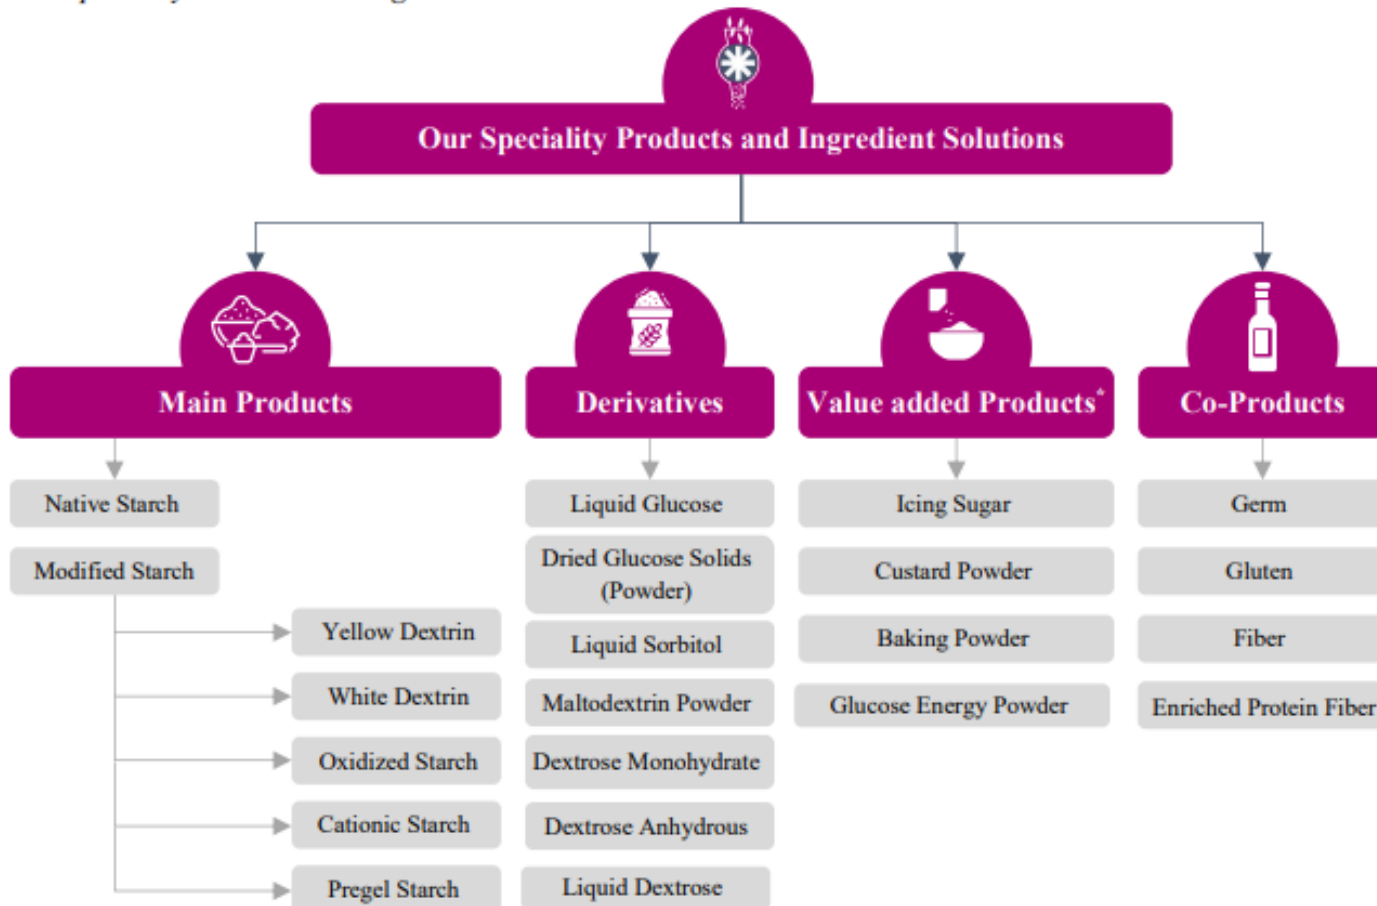 Our Speciality Products and Ingredient Solutions
Main Products
Native Starch
Modified Starch
Yellow Dextrin
White Dextrin
Oxidized Starch
Cationic Starch
Pregel Starch
Derivatives
Liquid Glucose
Dried Glucose Solids
(Powder)
Liquid Sorbitol
Maltodextrin Powder
Dextrose Monohydrate
Dextrose Anhydrous
Liquid Dextrose
Value added Products*
Icing Sugar
Custard Powder
Baking Powder
Glucose Energy Powder
Co-Products
Germ
Gluten
Fiber
Enriched Protein Fiber